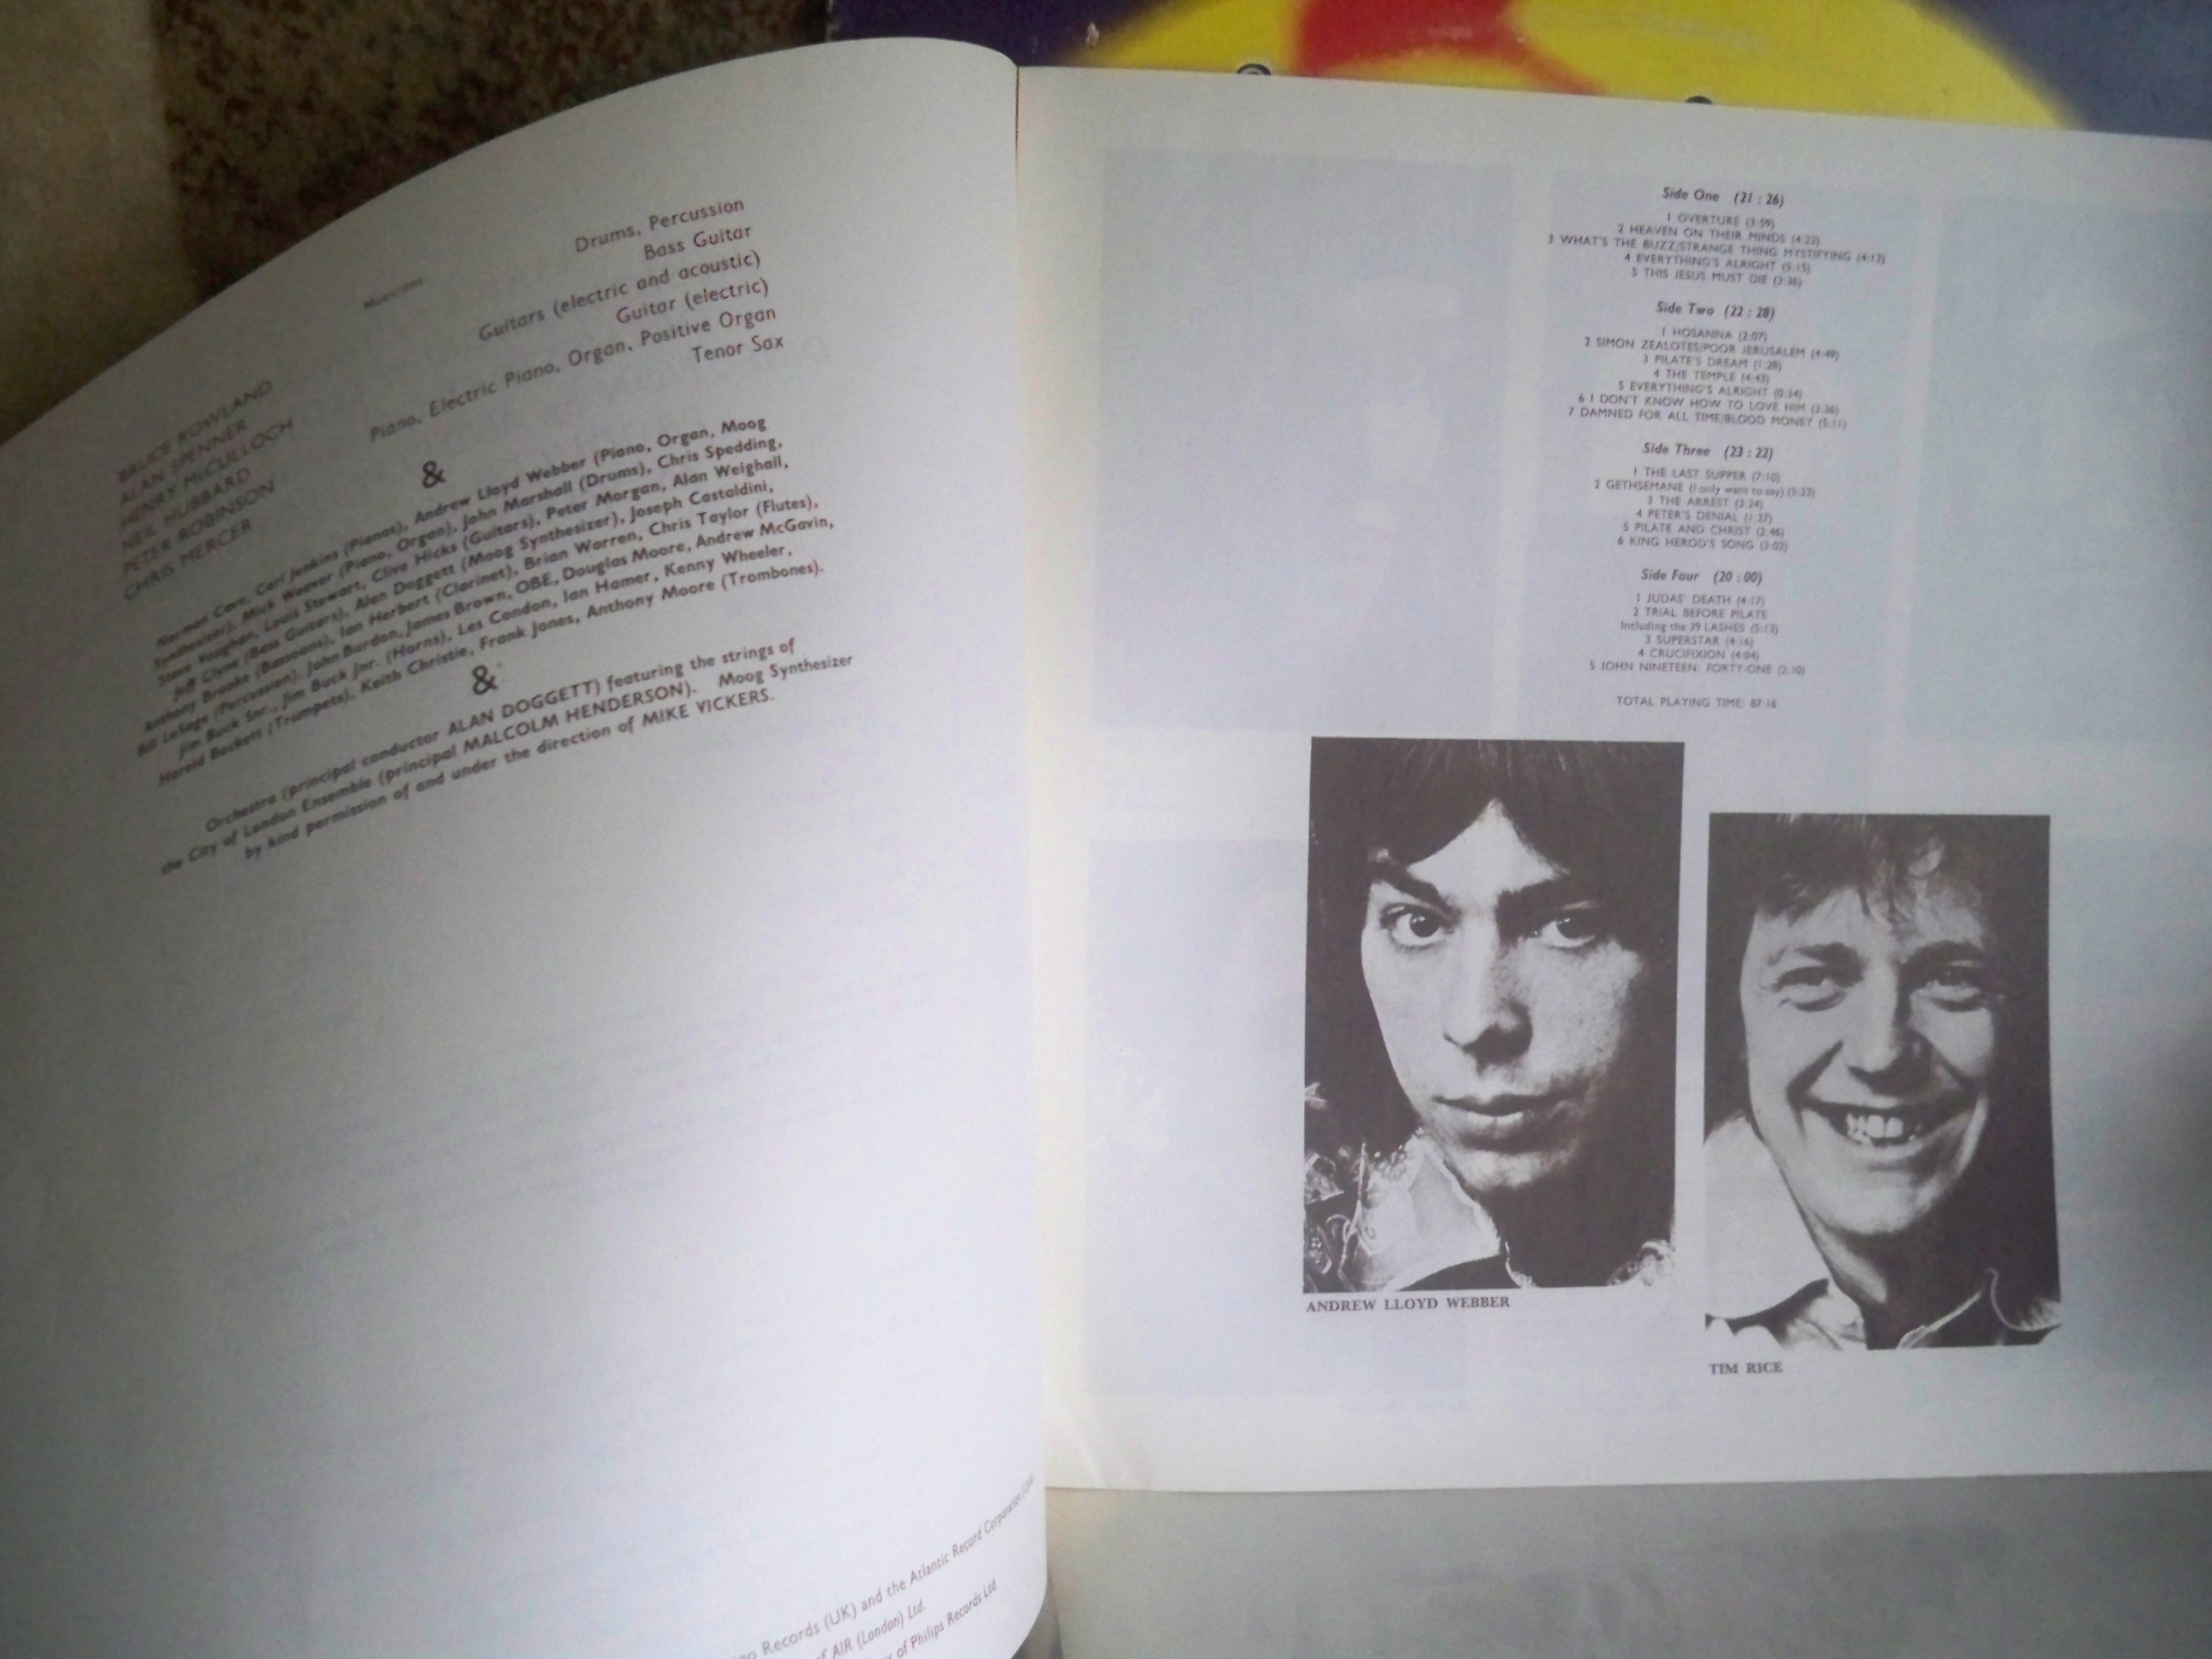 Musicians
BRUCE ROWLAND
ALAN SPENNER
HENRY McCULLOCH
NEIL HUBBARD
PETER ROBINSON
CHRIS MERCER
Drums, Percussion
Bass Guitar
Guitars (electric and acoustic)
Guitar (electric)
Piano, Electric Piano, Organ, Positive Organ
Tenor Sax
&
Norman Cave, Carl Jenkins (Pianos), Andrew Lloyd Webber (Piano, Organ, Moog
Synthesizer), Mick Weaver (Piano, Organ), John Marshall (Drums), Chris Spedding,
Steve Vaughan, Louis Stewart, Clive Hicks (Guitars), Peter Morgan, Alan Weighall,
Jeff Clyne (Bass Guitars), Alan Doggett (Moog Synthesizer), Joseph Castaldini,
Anthony Brooke (Bassoons), Ian Herbert (Clarinet), Brian Warren, Chris Taylor (Flutes),
Bill LeSage (Percussion), John Burdon, James Brown, OBE, Douglas Moore, Andrew McGavin,
Jim Buck Snr., Jim Buck Jnr. (Horns), Les Condon, Ian Hamer, Kenny Wheeler,
Harold Beckett (Trumpets), Keith Christie, Frank Jones, Anthony Moore (Trombones).
&
Orchestra (principal conductor ALAN DOGGETT) featuring the strings of
the City of London Ensemble (principal MALCOLM HENDERSON). Moog Synthesizer
by kind permission of and under the direction of MIKE VICKERS.
Records (UK) and the Atlantic Record Corporation (USA)
of AIR (London) Ltd.
of Philips Records Ltd.
Side One (21 : 26)
1 OVERTURE (3:59)
2 HEAVEN ON THEIR MINDS (4:23)
3 WHAT'S THE BUZZ/STRANGE THING MYSTIFYING (4:13)
4 EVERYTHING'S ALRIGHT (5:15)
5 THIS JESUS MUST DIE (3:36)
Side Two (22 : 28)
1 HOSANNA (2:07)
2 SIMON ZEALOTES/POOR JERUSALEM (4:49)
3 PILATE'S DREAM (1:28)
4 THE TEMPLE (4:43)
5 EVERYTHING'S ALRIGHT (0:34)
6 I DON'T KNOW HOW TO LOVE HIM (3:36)
7 DAMNED FOR ALL TIME/BLOOD MONEY (5:11)
Side Three (23 : 22)
1 THE LAST SUPPER (7:10)
2 GETHSEMANE (I only want to say) (5:33)
3 THE ARREST (3:24)
4 PETER'S DENIAL (1:27)
5 PILATE AND CHRIST (2:46)
6 KING HEROD'S SONG (3:02)
Side Four (20 : 00)
1 JUDAS' DEATH (4:17)
2 TRIAL BEFORE PILATE
Including the 39 LASHES (5:13)
3 SUPERSTAR (4:16)
4 CRUCIFIXION (4:04)
5 JOHN NINETEEN: FORTY-ONE (2:10)
TOTAL PLAYING TIME: 87:16
ANDREW LLOYD WEBBER
TIM RICE